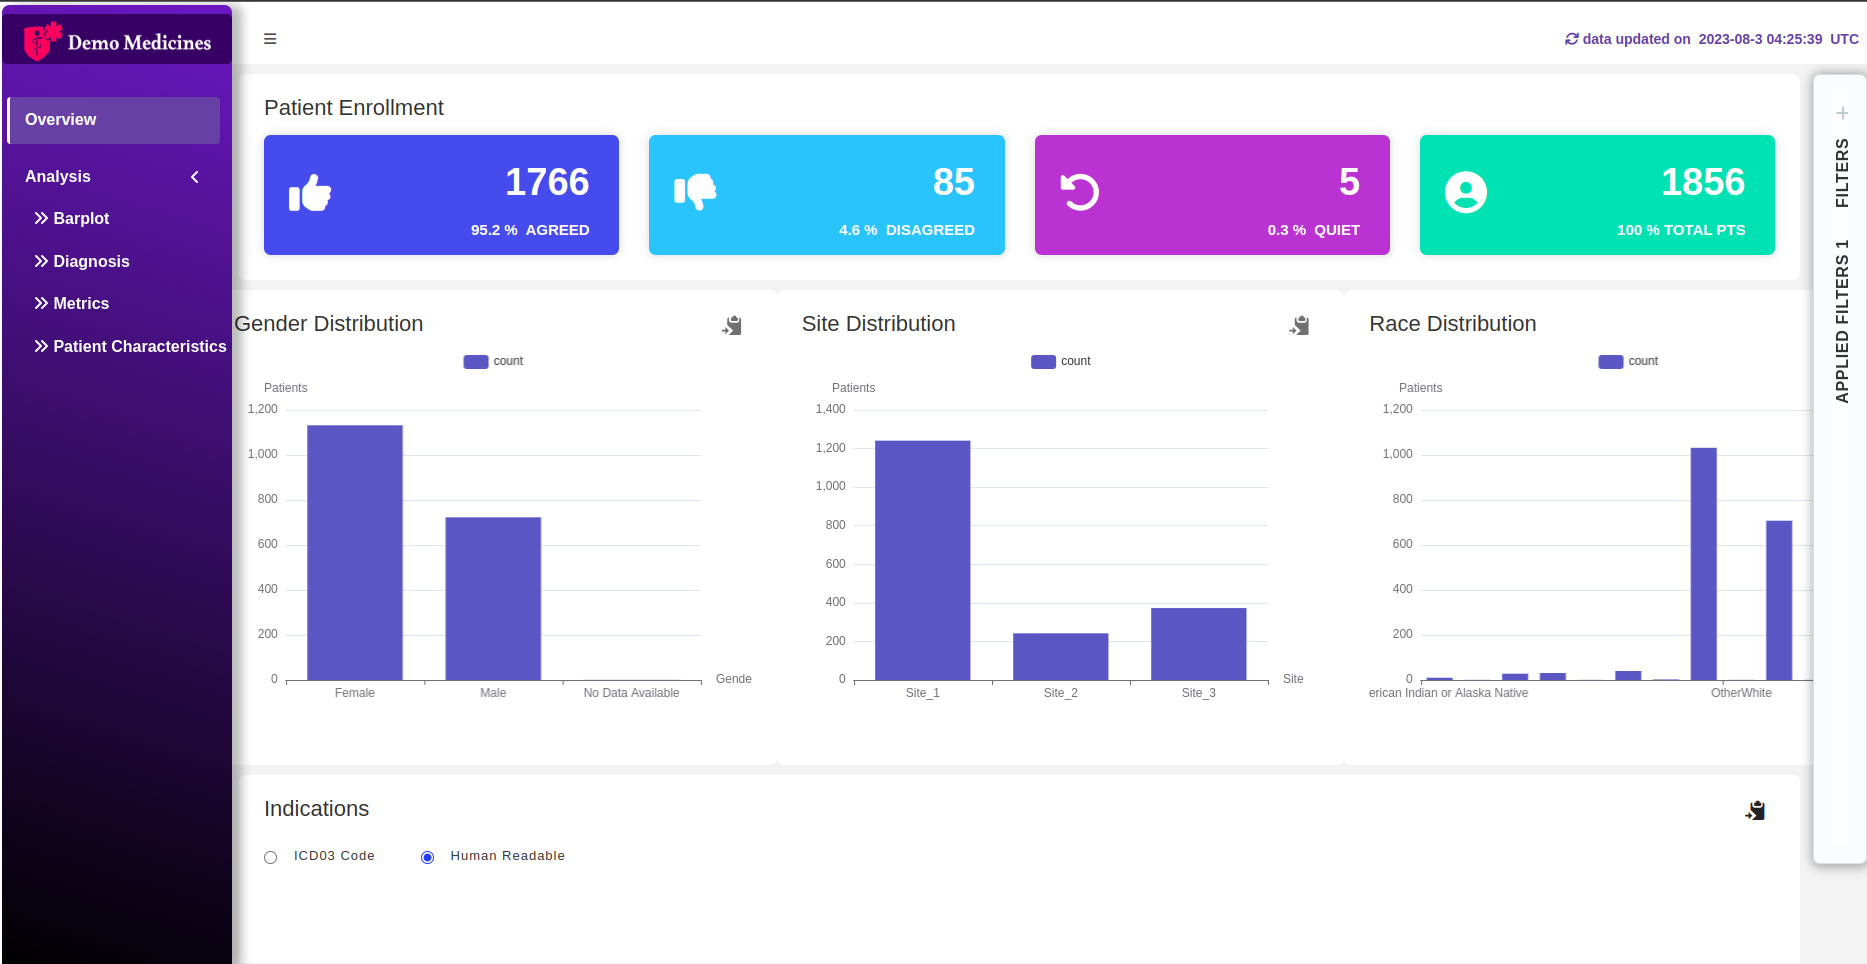 Demo Medicines
data updated on 2023-08-3 04:25:39 UTC
Overview
Analysis
Barplot
Diagnosis
Metrics
Patient Characteristics
Patient Enrollment
1766
95.2 % AGREED
85
4.6 % DISAGREED
5
0.3 % QUIET
1856
100 % TOTAL PTS
FILTERS
APPLIED FILTERS 1
Gender Distribution
count
Patients
1,200
1,000
800
600
400
200
0
Female Male No Data Available
Gende
Site Distribution
count
Patients
1,400
1,200
1,000
800
600
400
200
0
Site_1 Site_2 Site_3
Site
Race Distribution
count
Patients
1,200
1,000
800
600
400
200
0
erican Indian or Alaska Native OtherWhite
Indications
ICD03 Code Human Readable